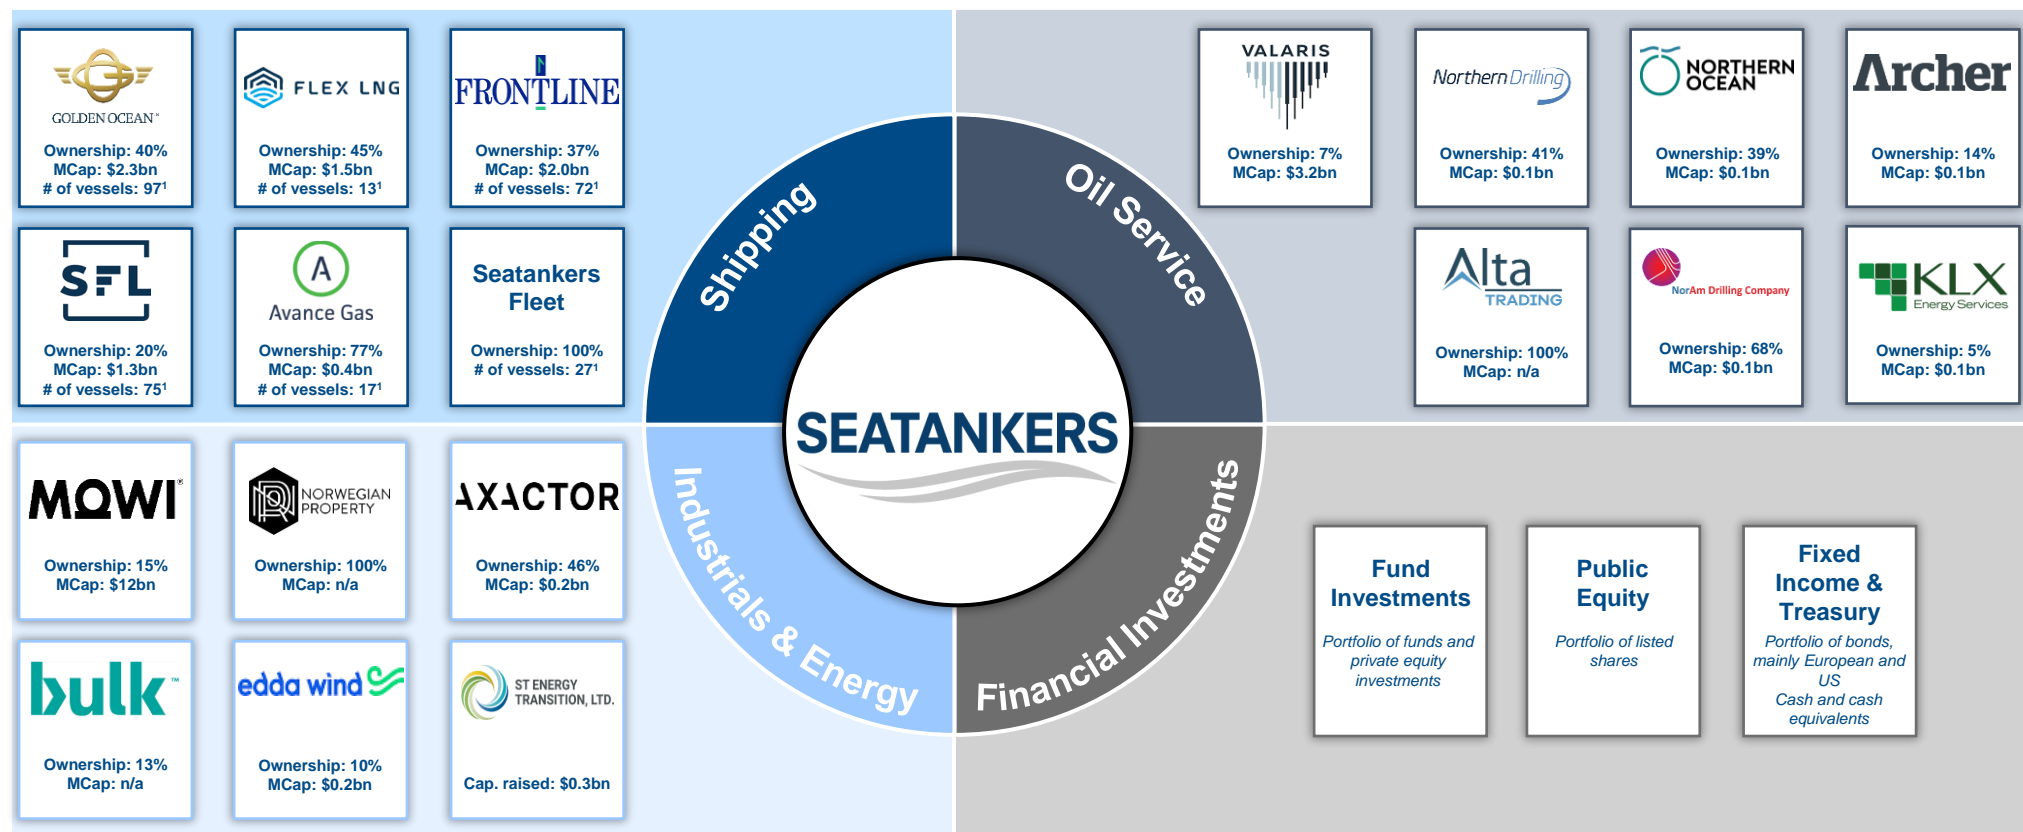 GOLDEN OCEAN™
Ownership: 40%
MCap: $2.3bn
# of vessels: 97¹
FLEX LNG
Ownership: 45%
MCap: $1.5bn
# of vessels: 13¹
FRONTLINE
Ownership: 37%
MCap: $2.0bn
# of vessels: 72¹
SFL
Ownership: 20%
MCap: $1.3bn
# of vessels: 75¹
A
Avance Gas
Ownership: 77%
MCap: $0.4bn
# of vessels: 17¹
Seatankers
Fleet
Ownership: 100%
# of vessels: 27¹
Shipping
VALARIS
Ownership: 7%
MCap: $3.2bn
Northern Drilling
Ownership: 41%
MCap: $0.1bn
NORTHERN
OCEAN
Ownership: 39%
MCap: $0.1bn
Archer
Ownership: 14%
MCap: $0.1bn
Alta
TRADING
Ownership: 100%
MCap: n/a
NorAm Drilling Company
Ownership: 68%
MCap: $0.1bn
KLX
Energy Services
Ownership: 5%
MCap: $0.1bn
Oil Service
SEATANKERS
MOWI®
Ownership: 15%
MCap: $12bn
NORWEGIAN
PROPERTY
Ownership: 100%
MCap: n/a
AXACTOR
Ownership: 46%
MCap: $0.2bn
bulk™
Ownership: 13%
MCap: n/a
edda wind
Ownership: 10%
MCap: $0.2bn
ST ENERGY
TRANSITION, LTD.
Cap. raised: $0.3bn
Industrials & Energy
Financial Investments
Fund
Investments
Portfolio of funds and
private equity
investments
Public
Equity
Portfolio of listed
shares
Fixed
Income &
Treasury
Portfolio of bonds,
mainly European and
US
Cash and cash
equivalents